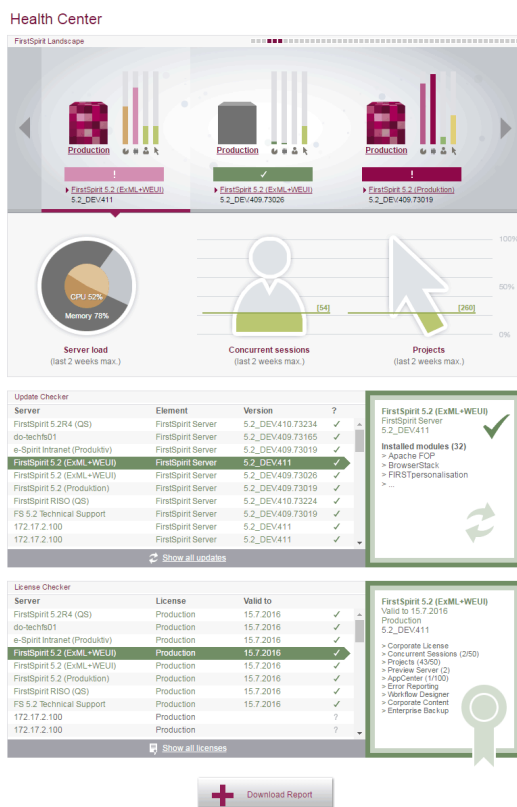 Health Center
FirstSpirit Landscape
Production
Production
Production
!
✓
!
FirstSpirit 5.2 (ExML+WEUI)
5.2_DEV.411
FirstSpirit 5.2 (ExML+WEUI)
5.2_DEV.409.73026
FirstSpirit 5.2 (Produktion)
5.2_DEV.409.73019
100%
50%
0%
CPU 52%
Memory 78%
[54]
[260]
Server load
(last 2 weeks max.)
Concurrent sessions
(last 2 weeks max.)
Projects
(last 2 weeks max.)
Update Checker
Server Element Version ?
FirstSpirit 5.2R4 (QS) FirstSpirit Server 5.2_DEV.410.73234 ✓
do-techfs01 FirstSpirit Server 5.2_DEV.409.73165 ✓
e-Spirit Intranet (Produktiv) FirstSpirit Server 5.2_DEV.409.73019 ✓
FirstSpirit 5.2 (ExML+WEUI) FirstSpirit Server 5.2_DEV.411 ✓
FirstSpirit 5.2 (ExML+WEUI) FirstSpirit Server 5.2_DEV.409.73026 ✓
FirstSpirit 5.2 (Produktion) FirstSpirit Server 5.2_DEV.409.73019 ✓
FirstSpirit RISO (QS) FirstSpirit Server 5.2_DEV.410.73224 ✓
FS 5.2 Technical Support FirstSpirit Server 5.2_DEV.409.73019 ✓
172.17.2.100 FirstSpirit Server 5.2_DEV.411 ✓
172.17.2.100 FirstSpirit Server 5.2_DEV.411 ✓
Show all updates
FirstSpirit 5.2 (ExML+WEUI)
FirstSpirit Server
5.2_DEV.411
Installed modules (32)
> Apache FOP
> BrowserStack
> FIRSTpersonalisation
> ...
License Checker
Server License Valid to
FirstSpirit 5.2R4 (QS) Production 15.7.2016 ✓
do-techfs01 Production 15.7.2016 ✓
e-Spirit Intranet (Produktiv) Production 15.7.2016 ✓
FirstSpirit 5.2 (ExML+WEUI) Production 15.7.2016 ✓
FirstSpirit 5.2 (ExML+WEUI) Production 15.7.2016 ✓
FirstSpirit 5.2 (Produktion) Production 15.7.2016 ✓
FirstSpirit RISO (QS) Production 15.7.2016 ✓
FS 5.2 Technical Support Production 15.7.2016 ✓
172.17.2.100 Production ?
172.17.2.100 Production ?
Show all licenses
FirstSpirit 5.2 (ExML+WEUI)
Valid to 15.7.2016
Production
5.2_DEV.411
> Corporate License
> Concurrent Sessions (2/50)
> Projects (43/50)
> Preview Server (2)
> AppCenter (1/100)
> Error Reporting
> Workflow Designer
> Corporate Content
> Enterprise Backup
Download Report